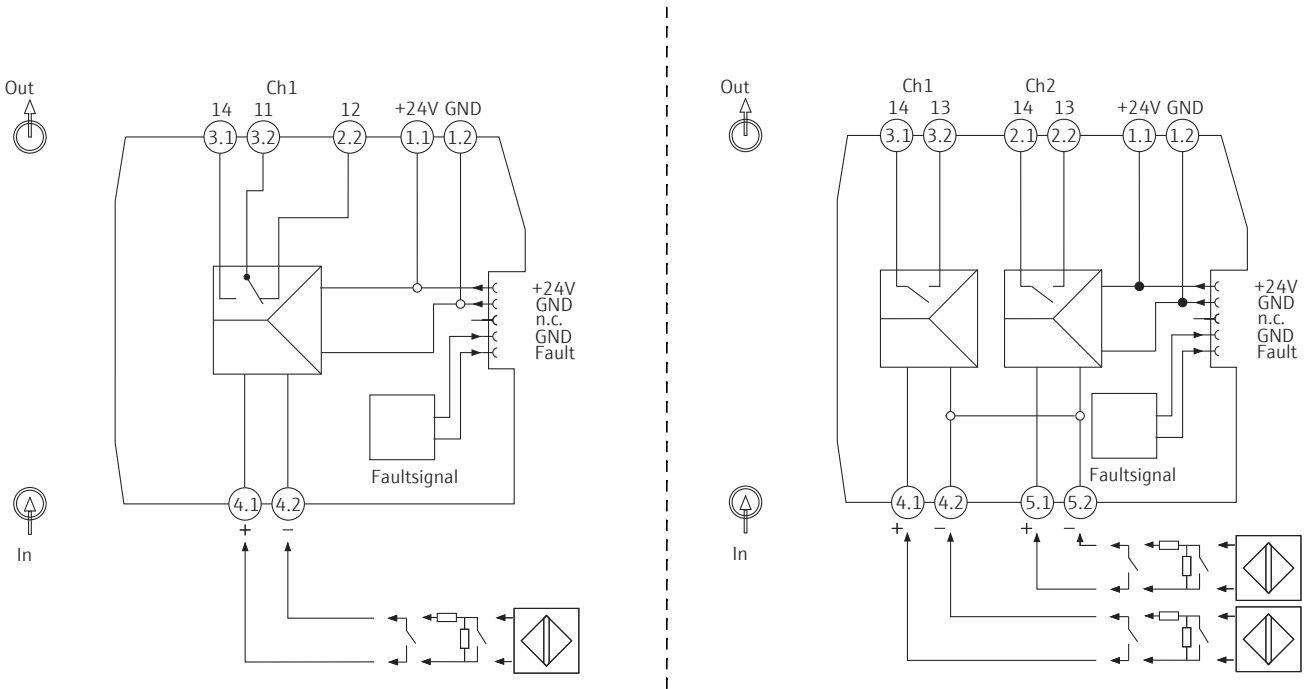 Out
Ch1
14 11 12 +24V GND
3.1 3.2 2.2 1.1 1.2
+24V
GND
n.c.
GND
Fault
Faultsignal
4.1 4.2
+ −
In
Out
Ch1 Ch2
14 13 14 13 +24V GND
3.1 3.2 2.1 2.2 1.1 1.2
+24V
GND
n.c.
GND
Fault
Faultsignal
4.1 4.2 5.1 5.2
+ − + −
In